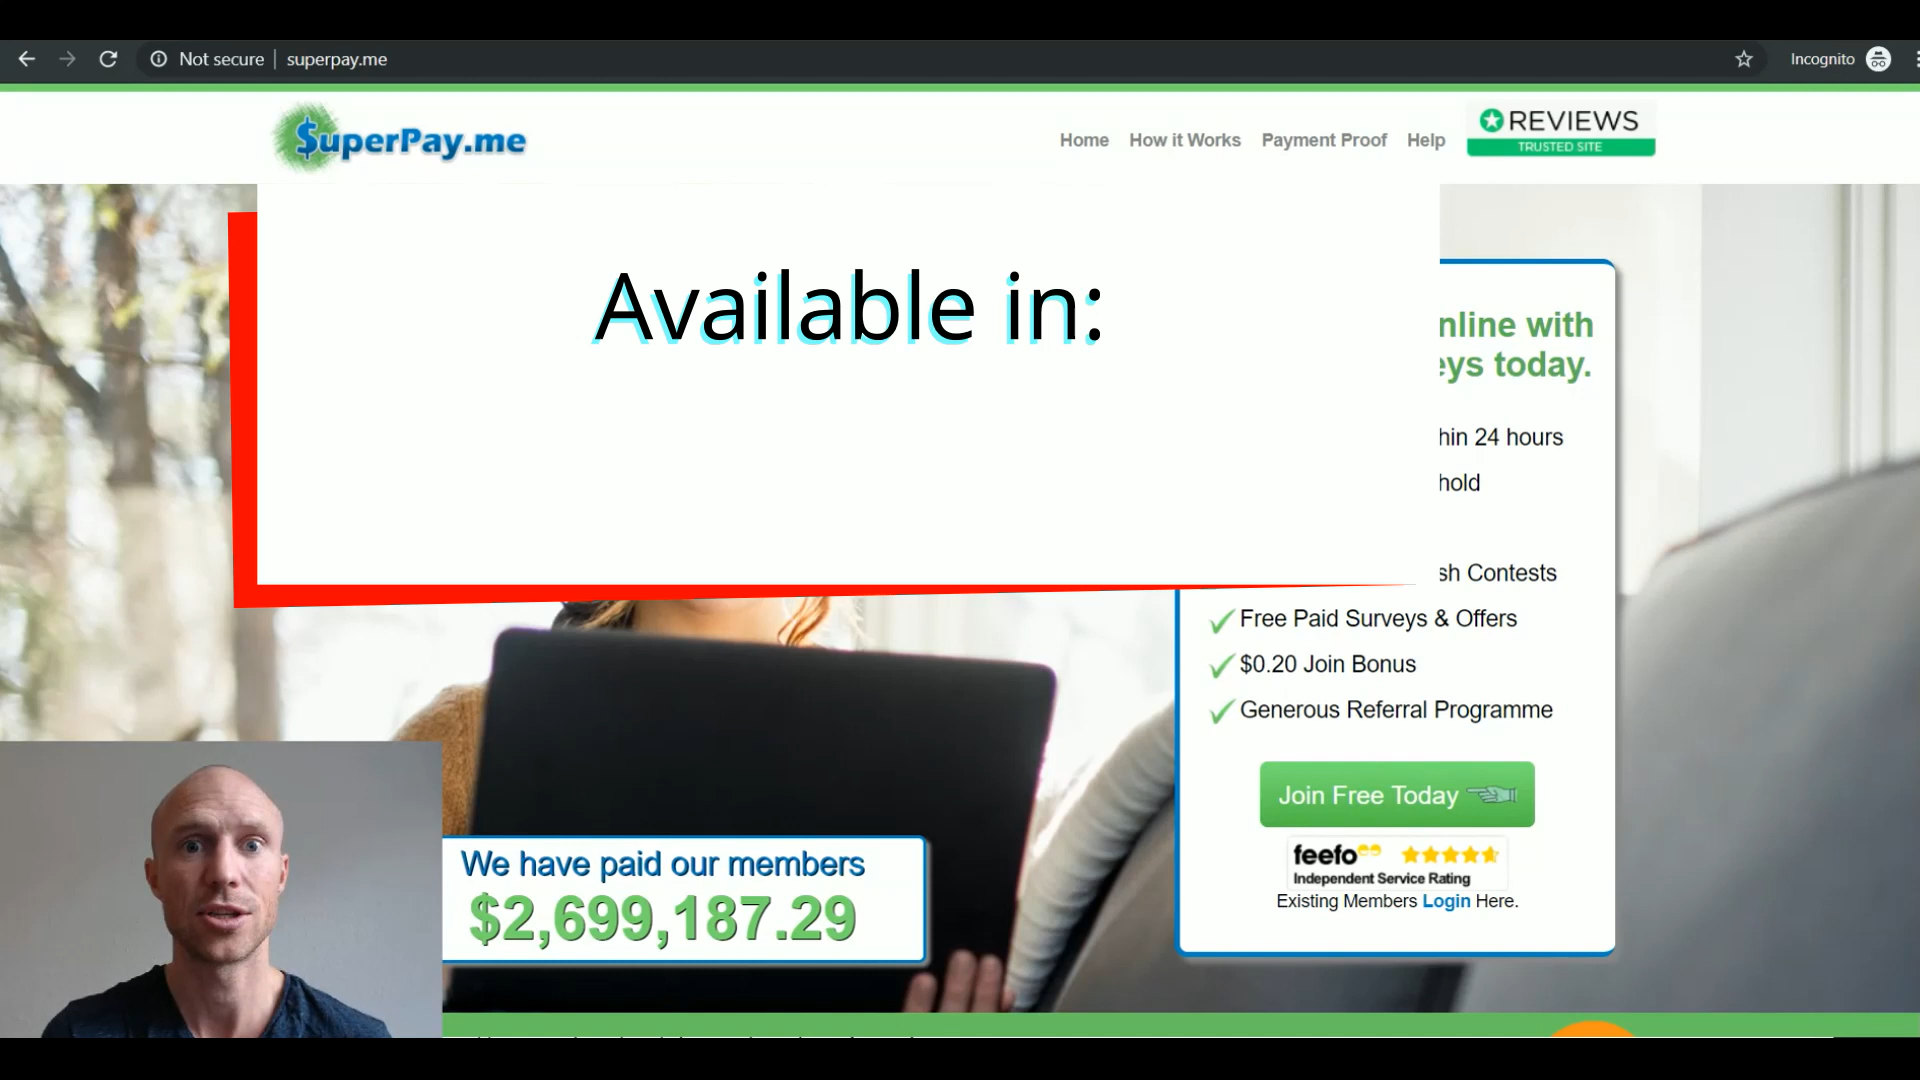 Not secure
superpay.me
Incognito
$uperPay.me
Home
How it Works
Payment Proof
Help
REVIEWS
TRUSTED SITE
Available in:
nline with
eys today.
hin 24 hours
hold
sh Contests
Free Paid Surveys & Offers
$0.20 Join Bonus
Generous Referral Programme
Join Free Today
feefo
Independent Service Rating
Existing Members Login Here.
We have paid our members
$2,699,187.29